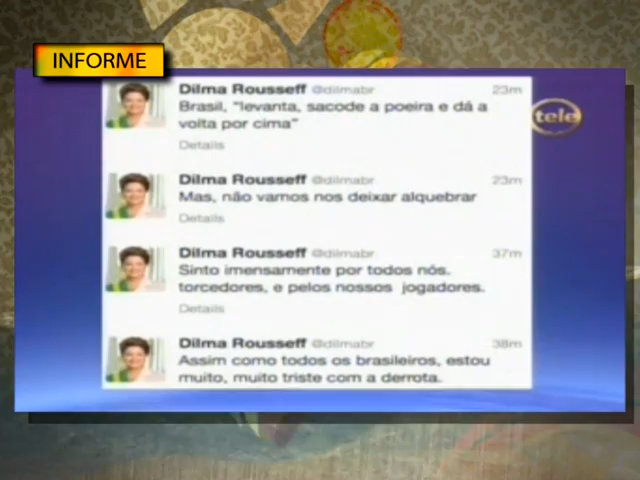 INFORME
Dilma Rousseff @dilmabr 23m
Brasil, "levanta, sacode a poeira e dá a
volta por cima"
Details
tele
Dilma Rousseff @dilmabr 23m
Mas, não vamos nos deixar alquebrar
Details
Dilma Rousseff @dilmabr 37m
Sinto imensamente por todos nós.
torcedores, e pelos nossos jogadores.
Details
Dilma Rousseff @dilmabr 38m
Assim como todos os brasileiros, estou
muito, muito triste com a derrota.